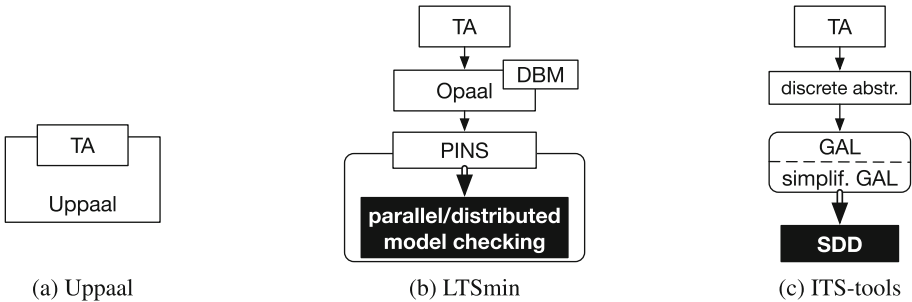 TA
Uppaal
(a) Uppaal
TA
DBM
Opaal
PINS
parallel/distributed
model checking
(b) LTSmin
TA
discrete abstr.
GAL
simplif. GAL
SDD
(c) ITS-tools